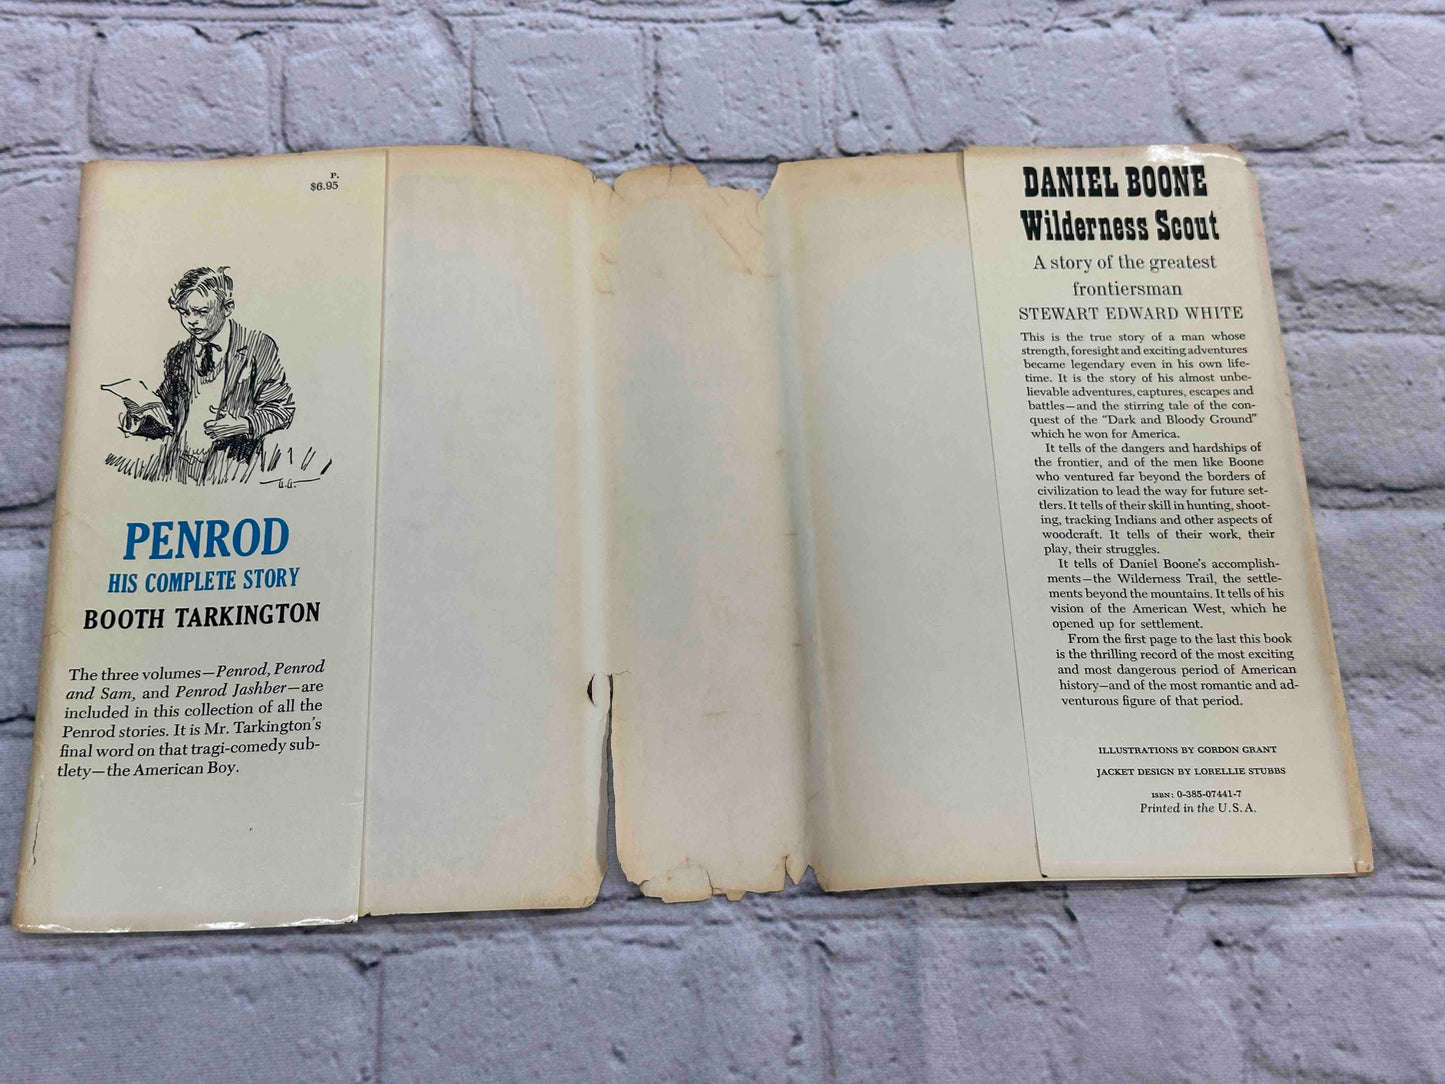 P.
$6.95
G.G.
PENROD
HIS COMPLETE STORY
BOOTH TARKINGTON
The three volumes—Penrod, Penrod
and Sam, and Penrod Jashber—are
included in this collection of all the
Penrod stories. It is Mr. Tarkington's
final word on that tragi-comedy sub-
tlety—the American Boy.
DANIEL BOONE
Wilderness Scout
A story of the greatest
frontiersman
STEWART EDWARD WHITE
This is the true story of a man whose
strength, foresight and exciting adventures
became legendary even in his own life-
time. It is the story of his almost unbe-
lievable adventures, captures, escapes and
battles—and the stirring tale of the con-
quest of the "Dark and Bloody Ground"
which he won for America.
It tells of the dangers and hardships of
the frontier, and of the men like Boone
who ventured far beyond the borders of
civilization to lead the way for future set-
tlers. It tells of their skill in hunting, shoot-
ing, tracking Indians and other aspects of
woodcraft. It tells of their work, their
play, their struggles.
It tells of Daniel Boone's accomplish-
ments—the Wilderness Trail, the settle-
ments beyond the mountains. It tells of his
vision of the American West, which he
opened up for settlement.
From the first page to the last this book
is the thrilling record of the most exciting
and most dangerous period of American
history—and of the most romantic and ad-
venturous figure of that period.
ILLUSTRATIONS BY GORDON GRANT
JACKET DESIGN BY LORELLIE STUBBS
ISBN: 0-385-07441-7
Printed in the U.S.A.